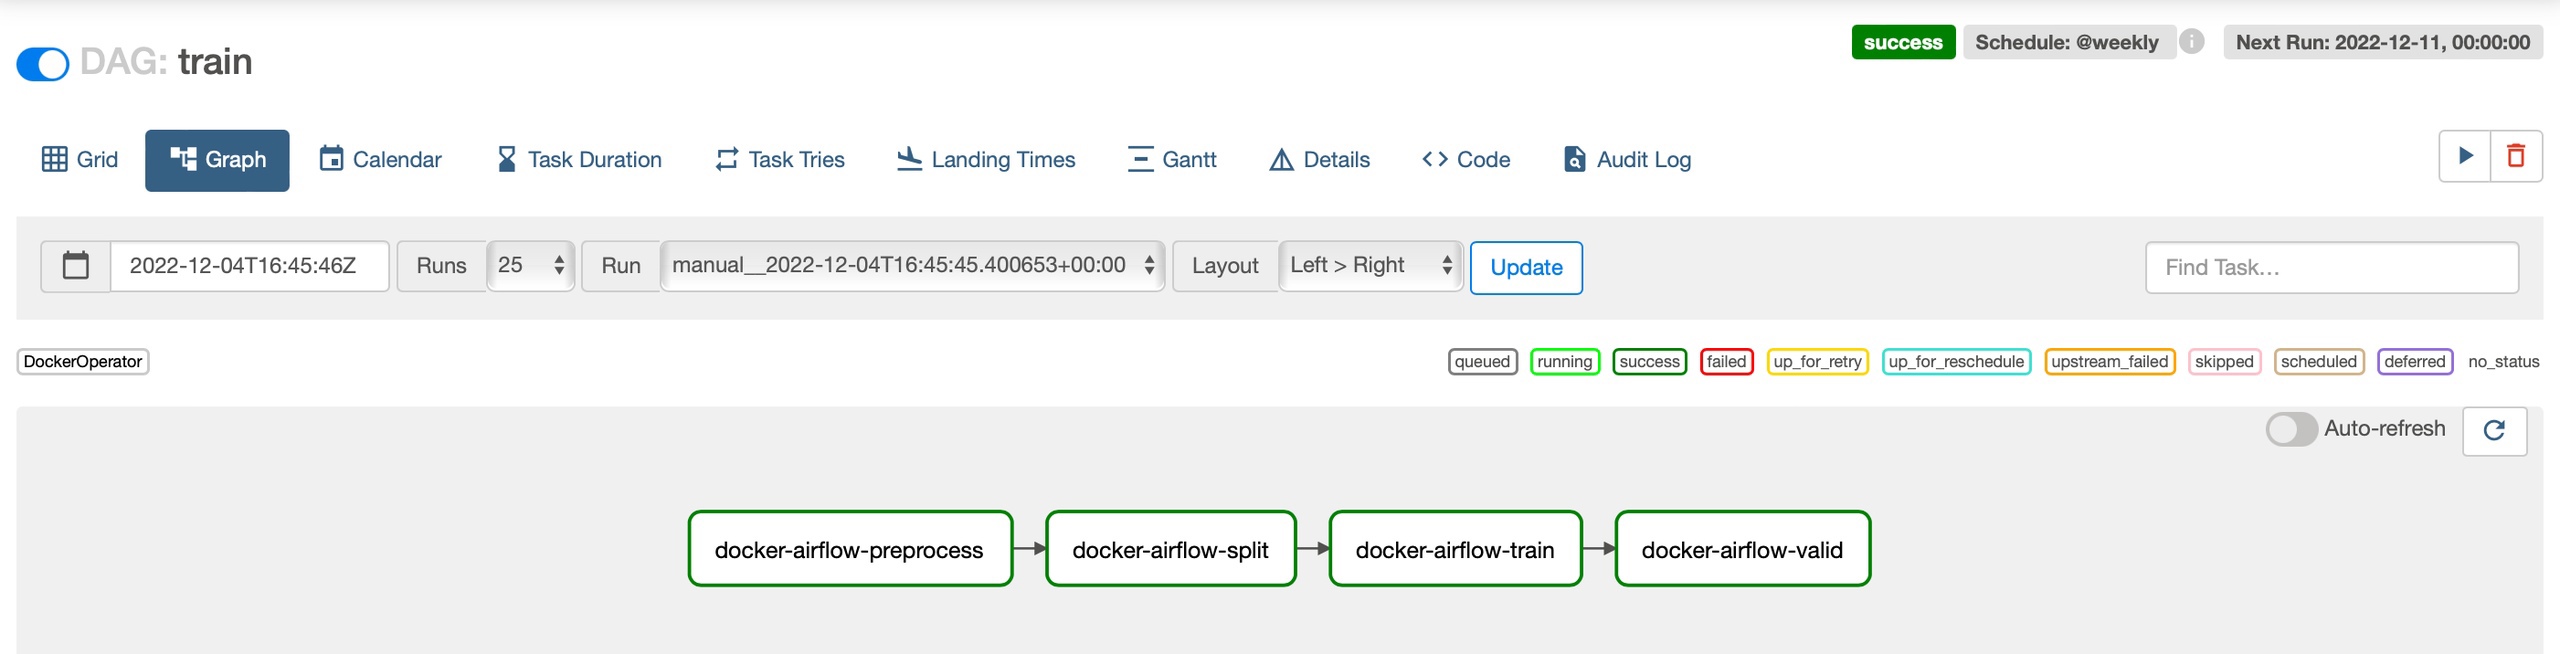 DAG: train
success Schedule: @weekly i Next Run: 2022-12-11, 00:00:00
Grid Graph Calendar Task Duration Task Tries Landing Times Gantt Details <> Code Audit Log
2022-12-04T16:45:46Z Runs 25 Run manual__2022-12-04T16:45:45.400653+00:00 Layout Left > Right Update Find Task...
DockerOperator queued running success failed up_for_retry up_for_reschedule upstream_failed skipped scheduled deferred no_status
Auto-refresh
docker-airflow-preprocess docker-airflow-split docker-airflow-train docker-airflow-valid